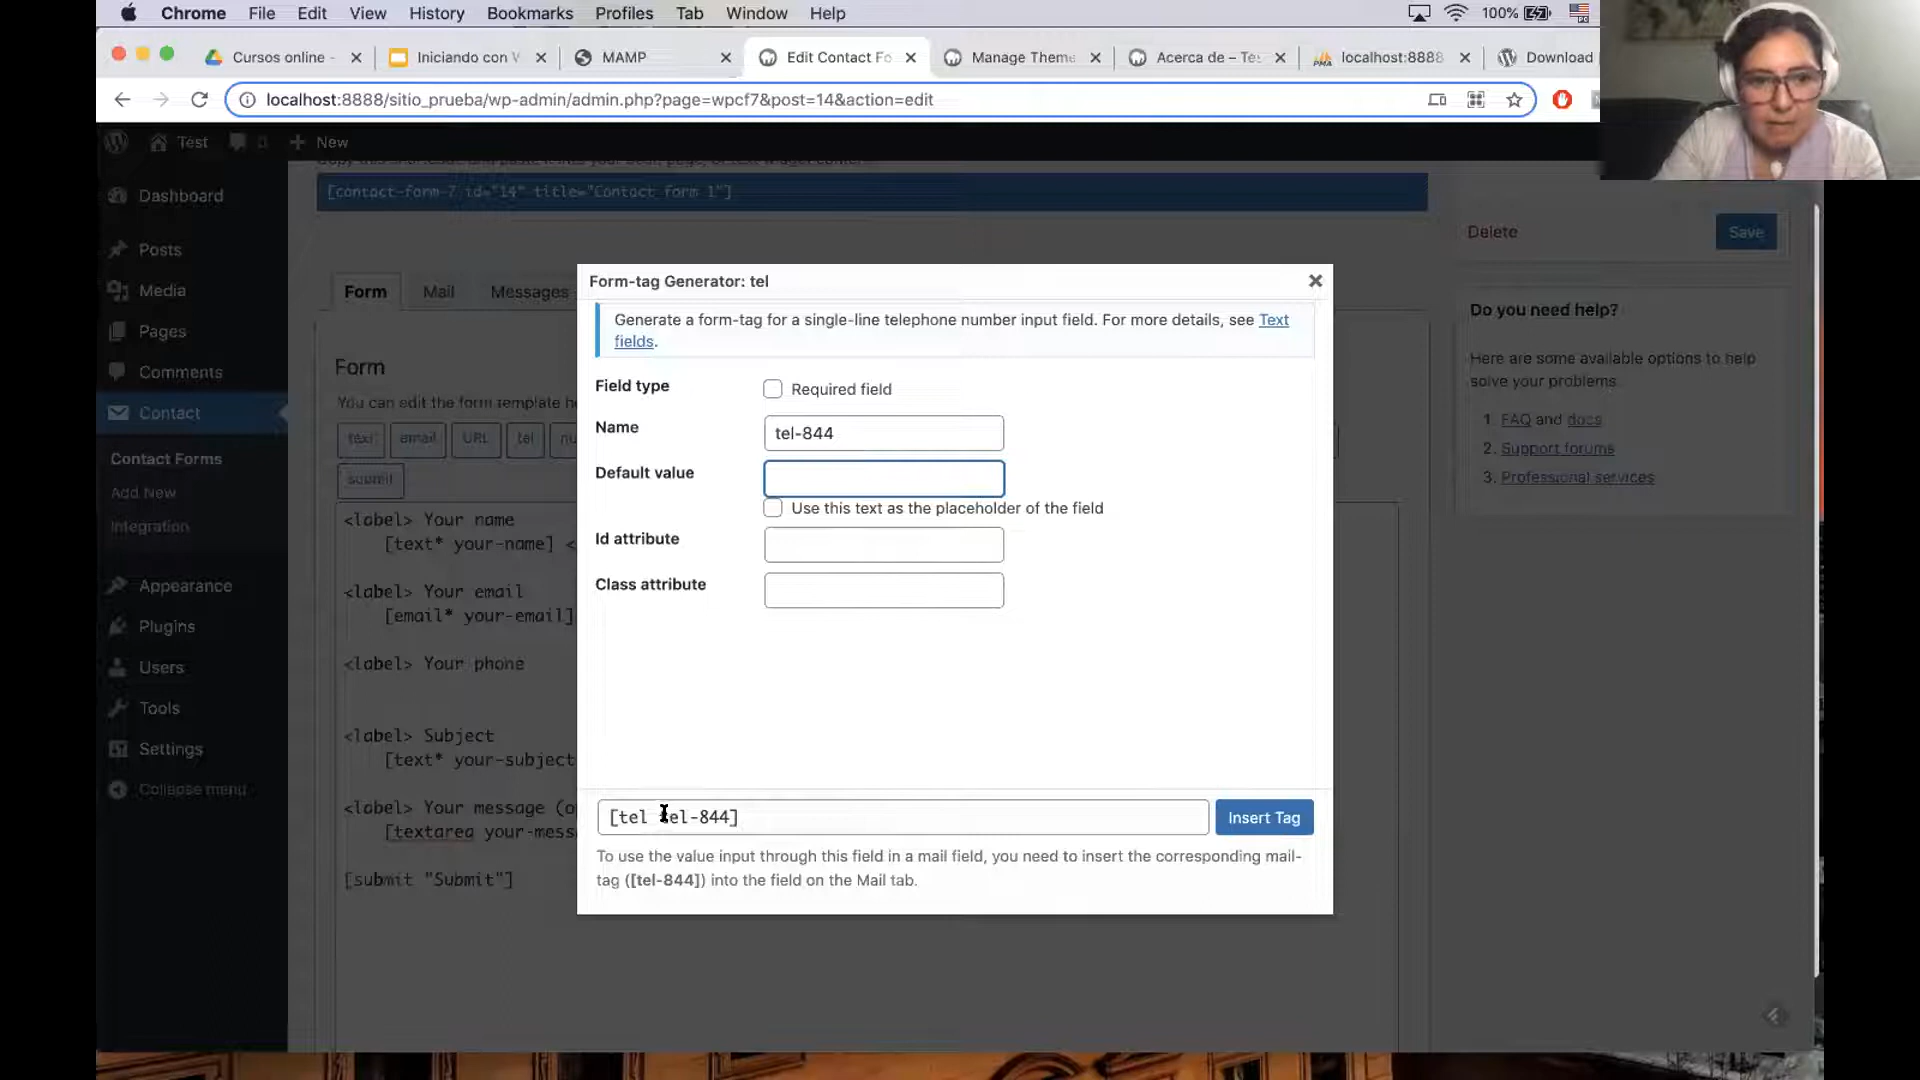 Chrome File Edit View History Bookmarks Profiles Tab Window Help 100%
Cursos online - Iniciando con MAMP Edit Contact Fo Manage Theme Acerca de – Te localhost:8888 Download
localhost:8888/sitio_prueba/wp-admin/admin.php?page=wpcf7&post=14&action=edit
Test 0 New
[contact-form-7 id="14" title="Contact form 1"]
Dashboard
Posts
Media
Pages
Comments
Contact
Contact Forms
Add New
Integration
Appearance
Plugins
Users
Tools
Settings
Collapse menu
Form Mail Messages
Form
You can edit the form template he
text email URL tel nu
submit
<label> Your name
[text* your-name] <
<label> Your email
[email* your-email]
<label> Your phone
<label> Subject
[text* your-subject
<label> Your message (o
[textarea your-mess
[submit "Submit"]
Form-tag Generator: tel
Generate a form-tag for a single-line telephone number input field. For more details, see Text
fields.
Field type Required field
Name tel-844
Default value
Use this text as the placeholder of the field
Id attribute
Class attribute
[tel tel-844] Insert Tag
To use the value input through this field in a mail field, you need to insert the corresponding mail-
tag ([tel-844]) into the field on the Mail tab.
Delete Save
Do you need help?
Here are some available options to help
solve your problems.
1. FAQ and docs
2. Support forums
3. Professional services